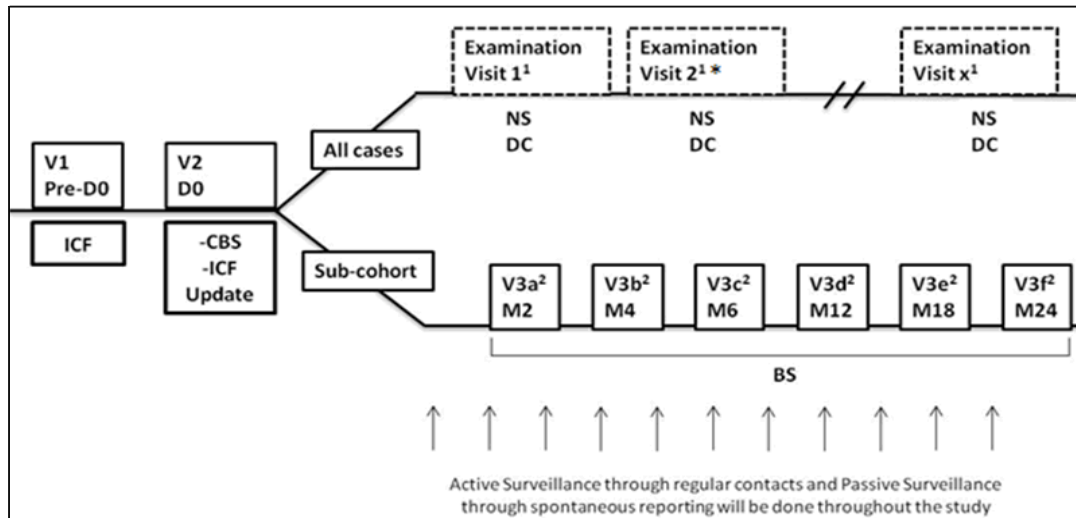 Examination
Visit 1¹
Examination
Visit 2¹ *
Examination
Visit x¹
NS
DC
NS
DC
NS
DC
All cases
V1
Pre-D0
V2
D0
ICF
-CBS
-ICF
Update
Sub-cohort
V3a²
M2
V3b²
M4
V3c²
M6
V3d²
M12
V3e²
M18
V3f²
M24
BS
Active Surveillance through regular contacts and Passive Surveillance
through spontaneous reporting will be done throughout the study